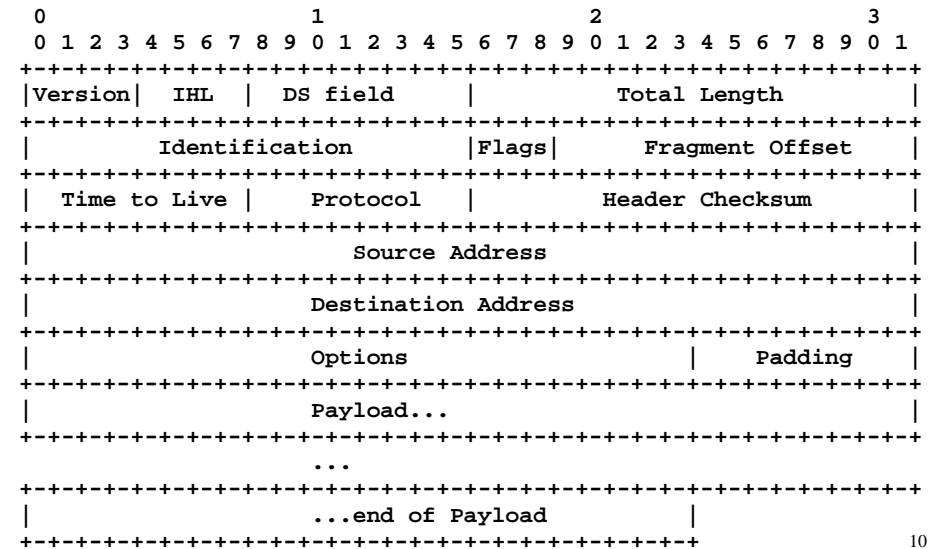 0                   1                   2                   3
0 1 2 3 4 5 6 7 8 9 0 1 2 3 4 5 6 7 8 9 0 1 2 3 4 5 6 7 8 9 0 1
+-+-+-+-+-+-+-+-+-+-+-+-+-+-+-+-+-+-+-+-+-+-+-+-+-+-+-+-+-+-+-+-+
|Version|  IHL  |  DS field     |          Total Length         |
+-+-+-+-+-+-+-+-+-+-+-+-+-+-+-+-+-+-+-+-+-+-+-+-+-+-+-+-+-+-+-+-+
|         Identification        |Flags|      Fragment Offset    |
+-+-+-+-+-+-+-+-+-+-+-+-+-+-+-+-+-+-+-+-+-+-+-+-+-+-+-+-+-+-+-+-+
|  Time to Live |    Protocol   |         Header Checksum       |
+-+-+-+-+-+-+-+-+-+-+-+-+-+-+-+-+-+-+-+-+-+-+-+-+-+-+-+-+-+-+-+-+
|                       Source Address                          |
+-+-+-+-+-+-+-+-+-+-+-+-+-+-+-+-+-+-+-+-+-+-+-+-+-+-+-+-+-+-+-+-+
|                    Destination Address                        |
+-+-+-+-+-+-+-+-+-+-+-+-+-+-+-+-+-+-+-+-+-+-+-+-+-+-+-+-+-+-+-+-+
|                    Options                    |    Padding    |
+-+-+-+-+-+-+-+-+-+-+-+-+-+-+-+-+-+-+-+-+-+-+-+-+-+-+-+-+-+-+-+-+
|                    Payload...                                 |
+-+-+-+-+-+-+-+-+-+-+-+-+-+-+-+-+-+-+-+-+-+-+-+-+-+-+-+-+-+-+-+-+
...
+-+-+-+-+-+-+-+-+-+-+-+-+-+-+-+-+-+-+-+-+-+-+-+-+-+-+-+-+-+-+-+-+
|                    ...end of Payload          |
+-+-+-+-+-+-+-+-+-+-+-+-+-+-+-+-+-+-+-+-+-+-+-+-+
10